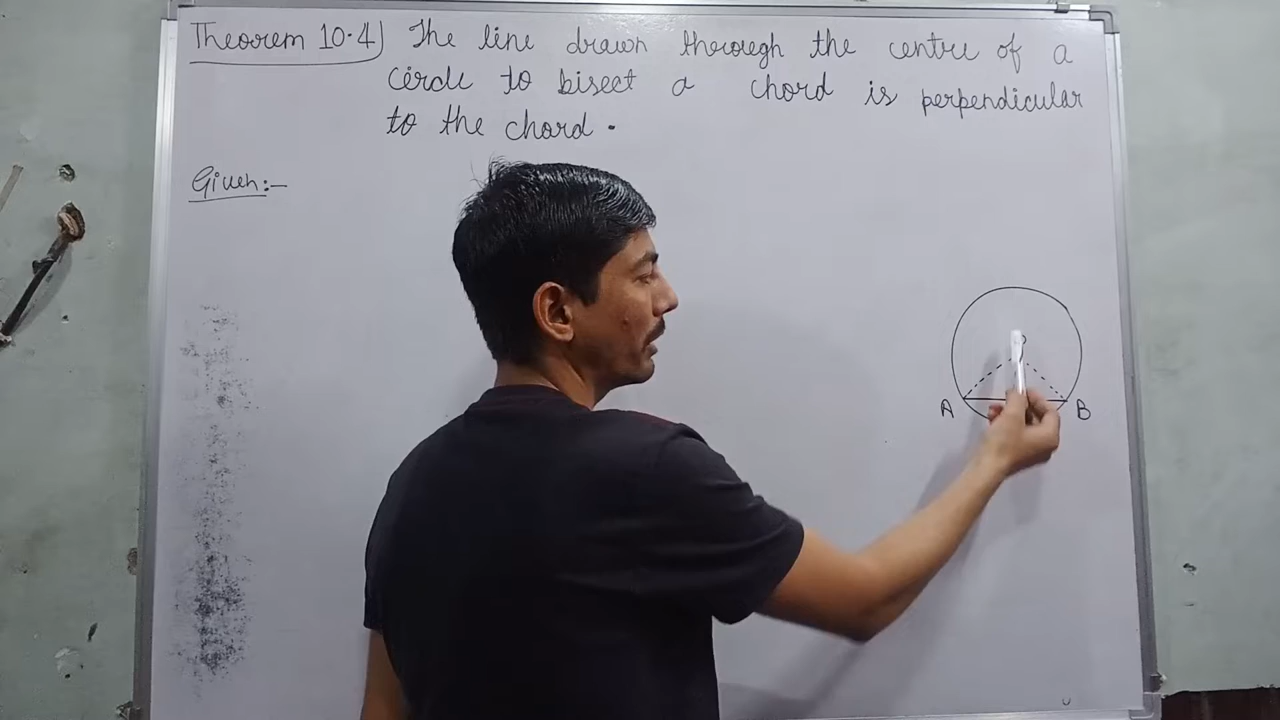 Theorem 10.4) The line drawn through the centre of a
circle to bisect a chord is perpendicular
to the chord.
Given:-
A B